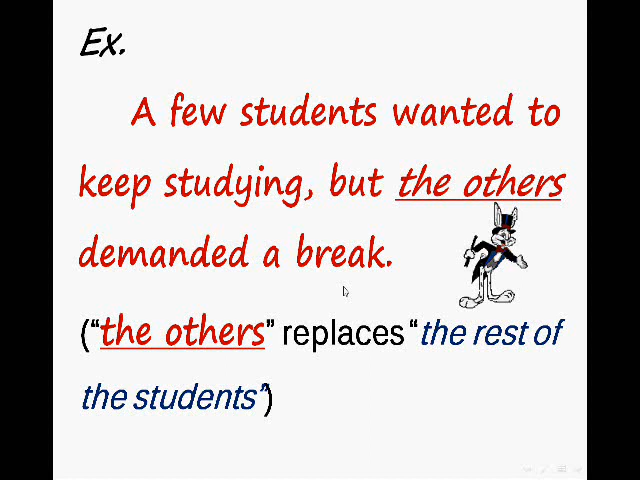 Ex.
A few students wanted to
keep studying, but the others
demanded a break.
(“the others” replaces “the rest of
the students”)